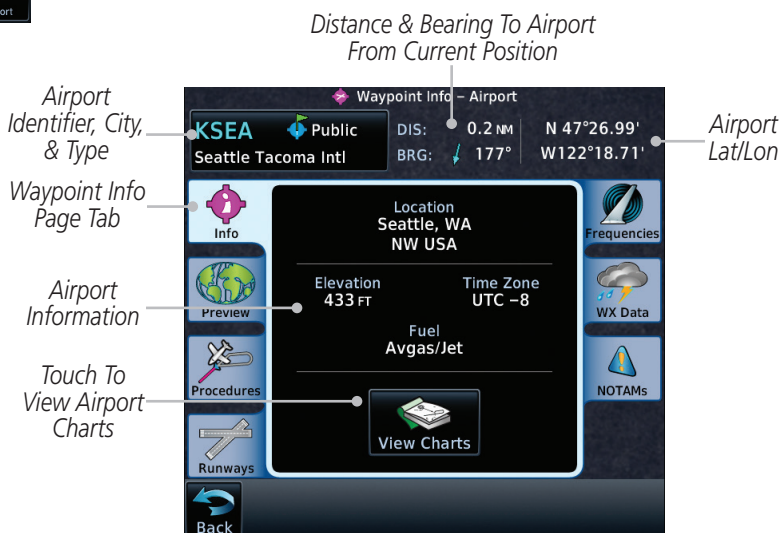 ort
Distance & Bearing To Airport
From Current Position
Airport
Identifier, City,
& Type
Waypoint Info
Page Tab
Airport
Information
Touch To
View Airport
Charts
Airport
Lat/Lon
Waypoint Info – Airport
KSEA Public
Seattle Tacoma Intl
DIS: 0.2 NM
BRG: 177°
N 47°26.99'
W122°18.71'
Info
Preview
Procedures
Runways
Location
Seattle, WA
NW USA
Elevation
433 FT
Time Zone
UTC –8
Fuel
Avgas/Jet
View Charts
Frequencies
WX Data
NOTAMs
Back